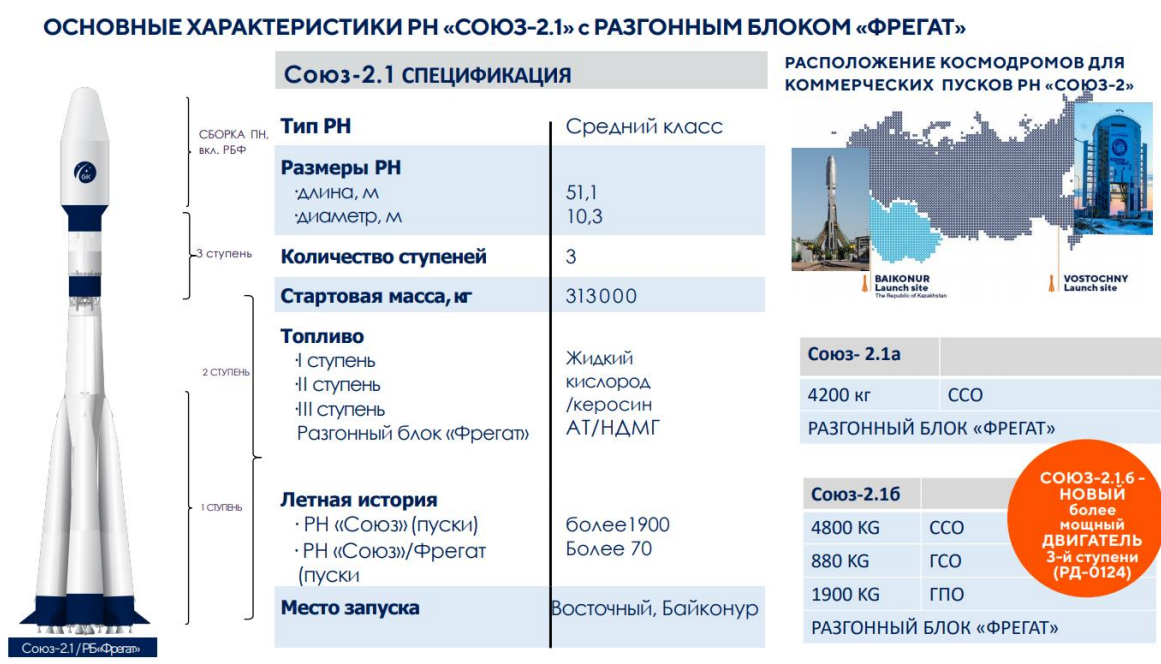 ОСНОВНЫЕ ХАРАКТЕРИСТИКИ РН «СОЮЗ-2.1» с РАЗГОННЫМ БЛОКОМ «ФРЕГАТ»
СБОРКА ПН,
вкл. РБФ
3 ступень
2 СТУПЕНЬ
1 СТУПЕНЬ
GK
Союз-2.1 / РБ«Фрегат»
Союз-2.1 СПЕЦИФИКАЦИЯ
Тип РН Средний класс
Размеры РН
·длина, м 51,1
·диаметр, м 10,3
Количество ступеней 3
Стартовая масса, кг 313000
Топливо
·I ступень Жидкий
·II ступень кислород
·III ступень /керосин
Разгонный блок «Фрегат» АТ/НДМГ
Летная история
· РН «Союз» (пуски) более1900
· РН «Союз»/Фрегат Более 70
(пуски
Место запуска Восточный, Байконур
РАСПОЛОЖЕНИЕ КОСМОДРОМОВ ДЛЯ
КОММЕРЧЕСКИХ ПУСКОВ РН «СОЮЗ-2»
BAIKONUR
Launch site
The Republic of Kazakhstan
VOSTOCHNY
Launch site
Союз- 2.1а
4200 кг ССО
РАЗГОННЫЙ БЛОК «ФРЕГАТ»
Союз-2.1б
4800 KG ССО
880 KG ГСО
1900 KG ГПО
РАЗГОННЫЙ БЛОК «ФРЕГАТ»
СОЮЗ-2.1.б -
НОВЫЙ
более
мощный
ДВИГАТЕЛЬ
3-й ступени
(РД-0124)